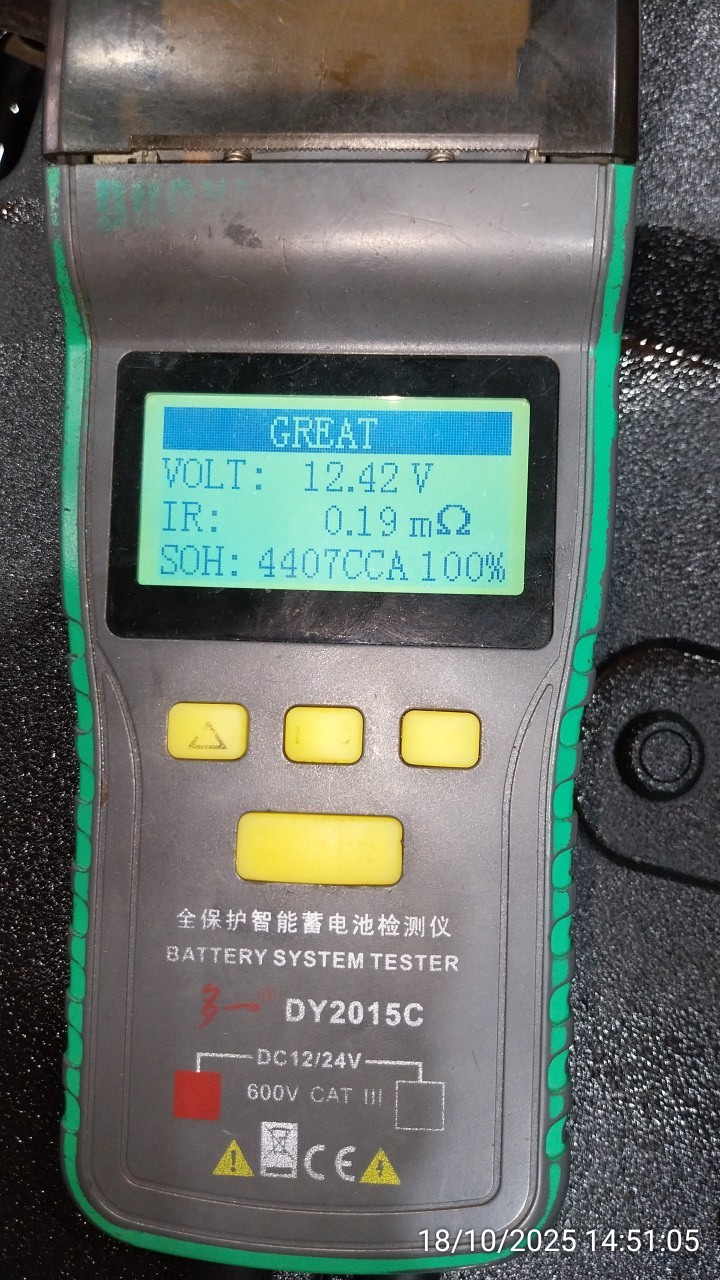 GREAT
VOLT: 12.42 V
IR: 0.19 mΩ
SOH: 4407CCA 100%
全保护智能蓄电池检测仪
BATTERY SYSTEM TESTER
多一 DY2015C
DC12/24V
600V CAT III
CE
18/10/2025 14:51:05